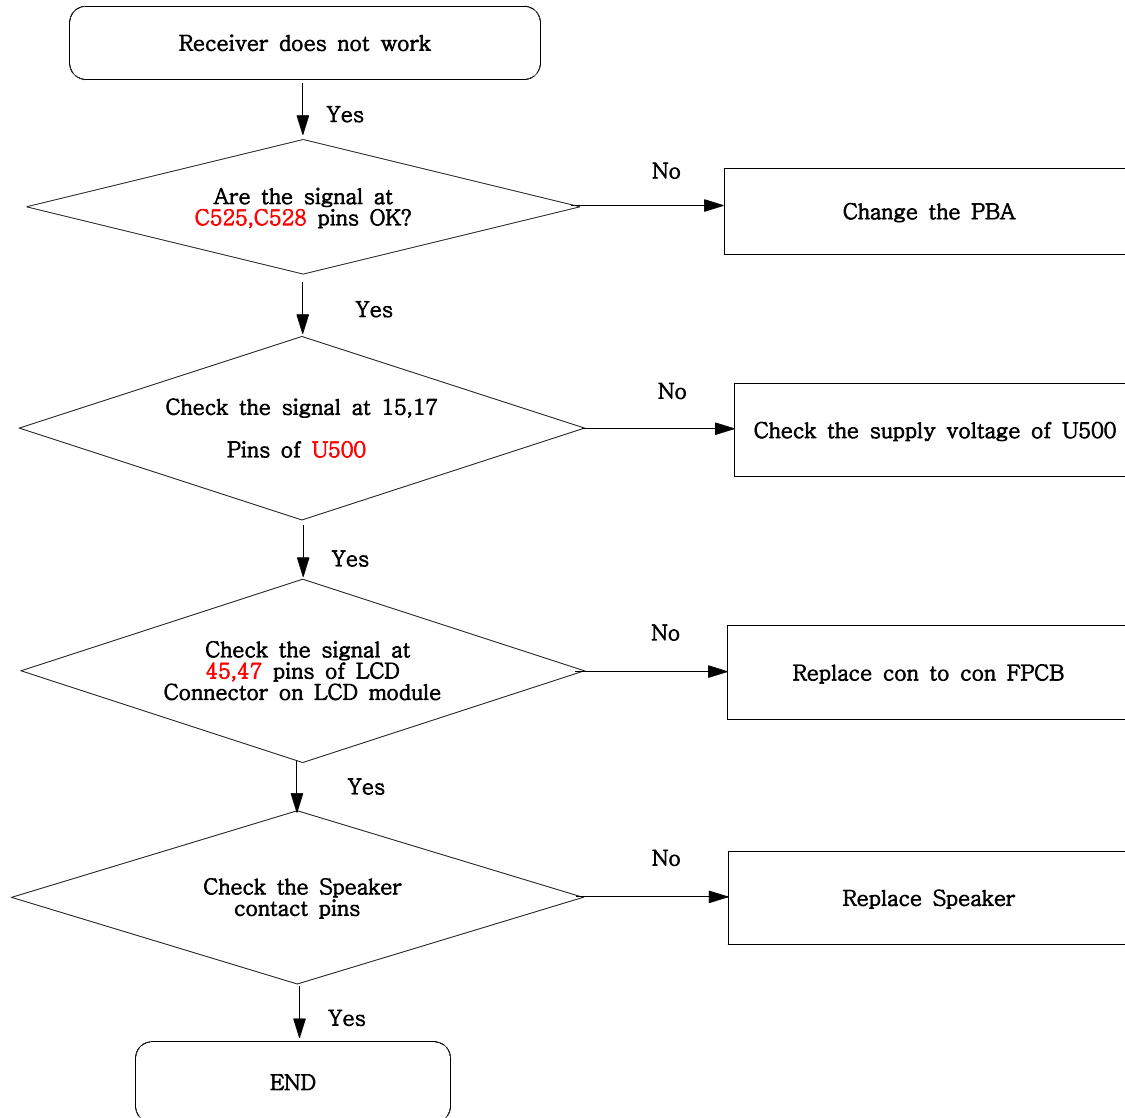 Receiver does not work
Yes
Are the signal at
C525,C528 pins OK?
No
Change the PBA
Yes
Check the signal at 15,17
Pins of U500
No
Check the supply voltage of U500
Yes
Check the signal at
45,47 pins of LCD
Connector on LCD module
No
Replace con to con FPCB
Yes
Check the Speaker
contact pins
No
Replace Speaker
Yes
END